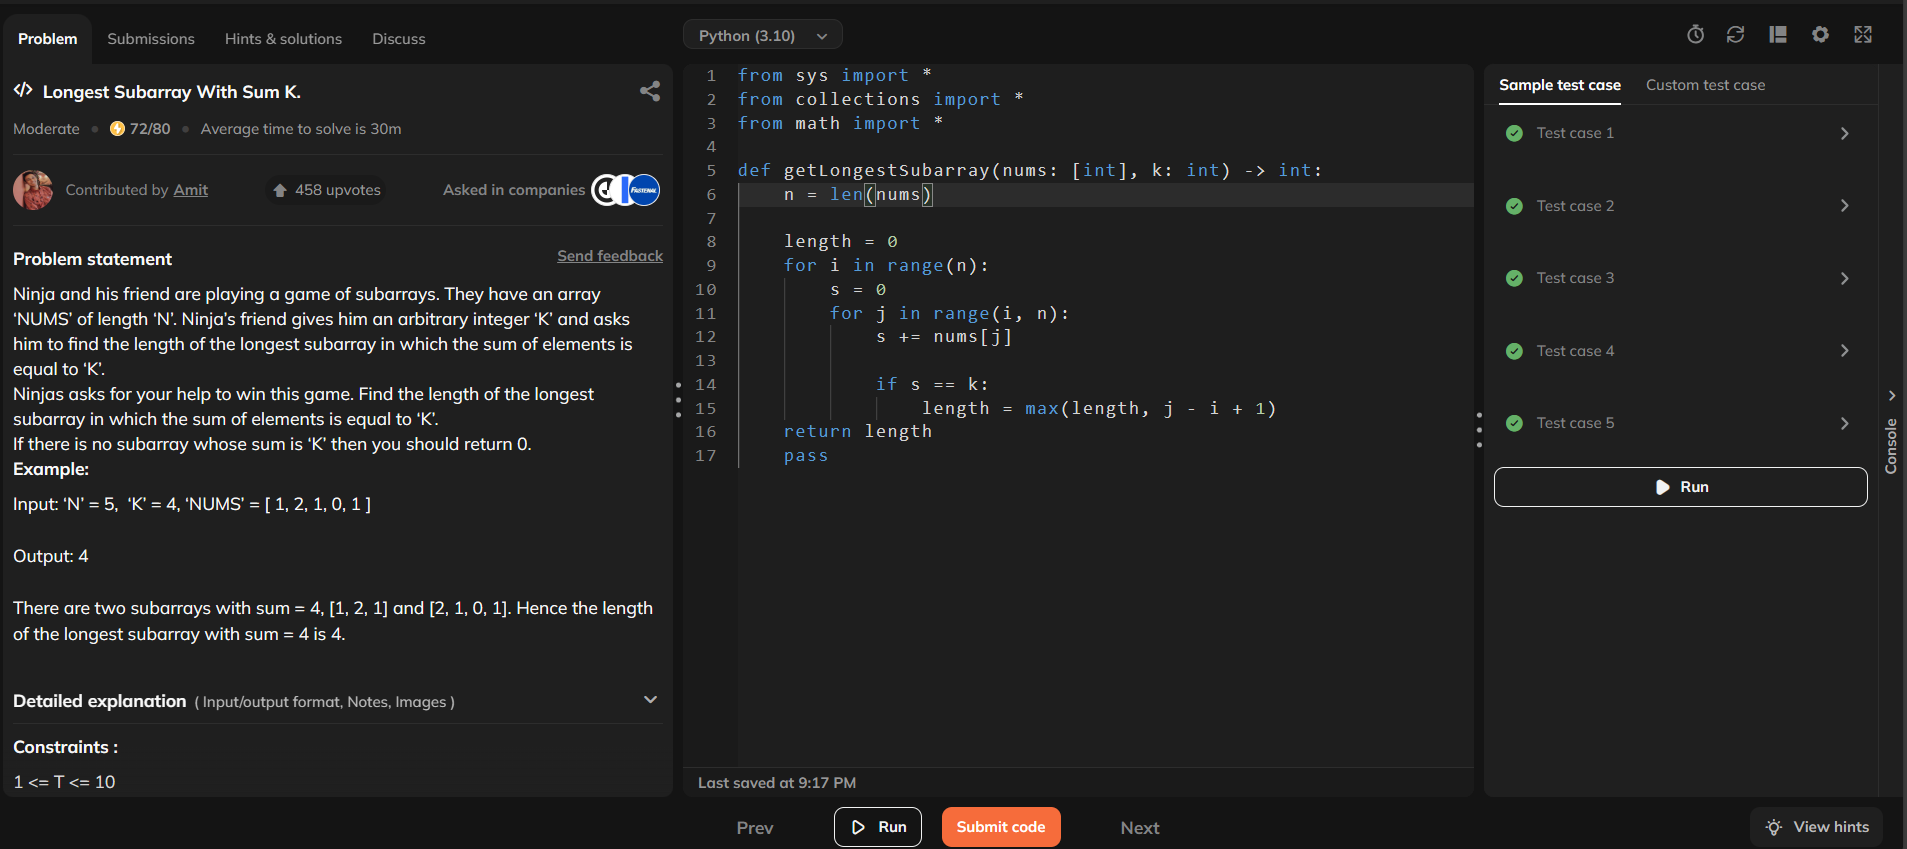 Problem
Submissions
Hints & solutions
Discuss
</> Longest Subarray With Sum K.
Moderate • 72/80 • Average time to solve is 30m
Contributed by Amit
458 upvotes
Asked in companies
FASTENAL
Problem statement
Send feedback
Ninja and his friend are playing a game of subarrays. They have an array
‘NUMS’ of length ‘N’. Ninja’s friend gives him an arbitrary integer ‘K’ and asks
him to find the length of the longest subarray in which the sum of elements is
equal to ‘K’.
Ninjas asks for your help to win this game. Find the length of the longest
subarray in which the sum of elements is equal to ‘K’.
If there is no subarray whose sum is ‘K’ then you should return 0.
Example:
Input: ‘N’ = 5,  ‘K’ = 4, ‘NUMS’ = [ 1, 2, 1, 0, 1 ]
Output: 4
There are two subarrays with sum = 4, [1, 2, 1] and [2, 1, 0, 1]. Hence the length
of the longest subarray with sum = 4 is 4.
Detailed explanation ( Input/output format, Notes, Images )
Constraints :
1 <= T <= 10
Python (3.10)
1 from sys import *
2 from collections import *
3 from math import *
4
5 def getLongestSubarray(nums: [int], k: int) -> int:
6     n = len(nums)
7
8     length = 0
9     for i in range(n):
10         s = 0
11         for j in range(i, n):
12             s += nums[j]
13
14             if s == k:
15                 length = max(length, j - i + 1)
16     return length
17     pass
Last saved at 9:17 PM
Sample test case
Custom test case
Test case 1
Test case 2
Test case 3
Test case 4
Test case 5
Run
Console
Prev
Run
Submit code
Next
View hints